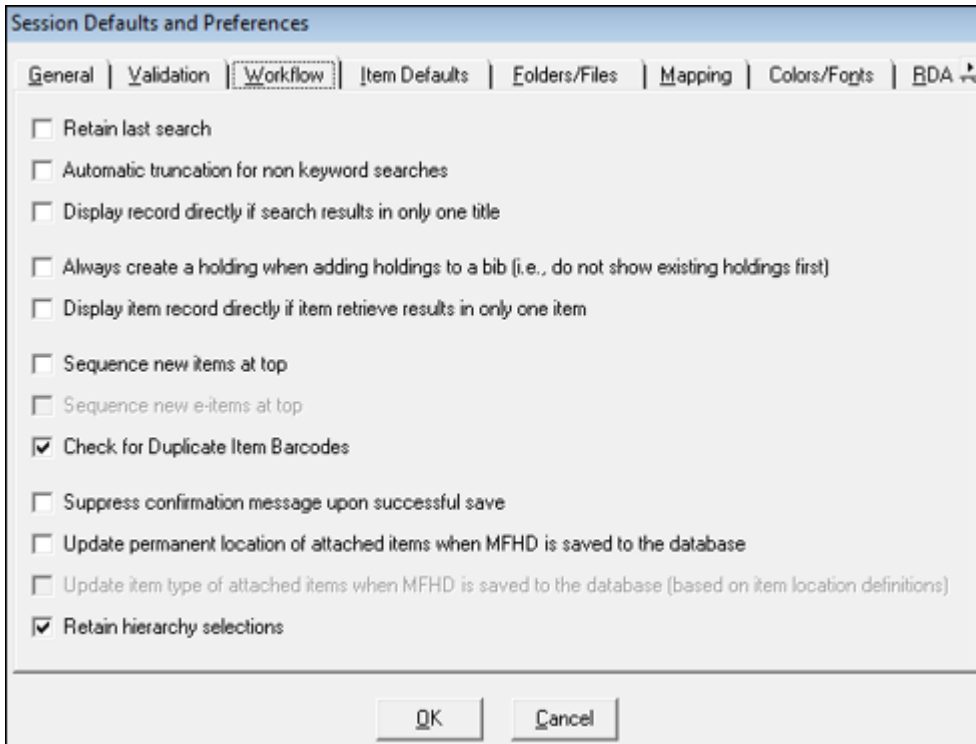 Session Defaults and Preferences
General Validation Workflow Item Defaults Folders/Files Mapping Colors/Fonts RDA
Retain last search
Automatic truncation for non keyword searches
Display record directly if search results in only one title
Always create a holding when adding holdings to a bib (i.e., do not show existing holdings first)
Display item record directly if item retrieve results in only one item
Sequence new items at top
Sequence new e-items at top
Check for Duplicate Item Barcodes
Suppress confirmation message upon successful save
Update permanent location of attached items when MFHD is saved to the database
Update item type of attached items when MFHD is saved to the database (based on item location definitions)
Retain hierarchy selections
OK Cancel